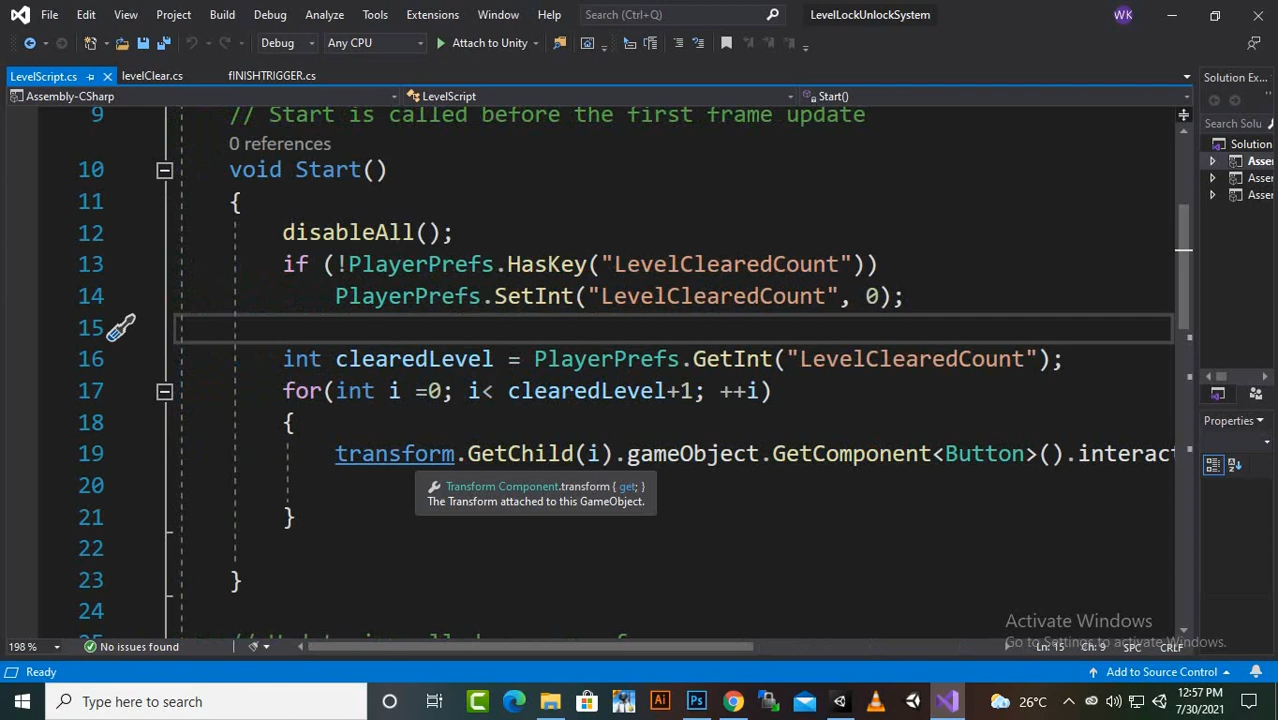 File Edit View Project Build Debug Analyze Tools Extensions Window Help Search (Ctrl+Q) LevelLockUnlockSystem WK
Debug Any CPU Attach to Unity
LevelScript.cs levelClear.cs fINISHTRIGGER.cs Solution Ex...
Assembly-CSharp LevelScript Start()
9 // Start is called before the first frame update
Search Solu
0 references
Solution
10 void Start()
Asse
11 {
Asser
Asser
12 disableAll();
13 if (!PlayerPrefs.HasKey("LevelClearedCount"))
14 PlayerPrefs.SetInt("LevelClearedCount", 0);
15
16 int clearedLevel = PlayerPrefs.GetInt("LevelClearedCount");
17 for(int i =0; i< clearedLevel+1; ++i)
18 {
Properties
19 transform.GetChild(i).gameObject.GetComponent<Button>().interact
20
Transform Component.transform { get; }
The Transform attached to this GameObject.
21 }
22
23 }
24
Activate Windows
Go to Settings to activate Windows.
198 % No issues found Ln: 15 Ch: 9 SPC CRLF
Ready Add to Source Control
Type here to search 26°C 12:57 PM
7/30/2021